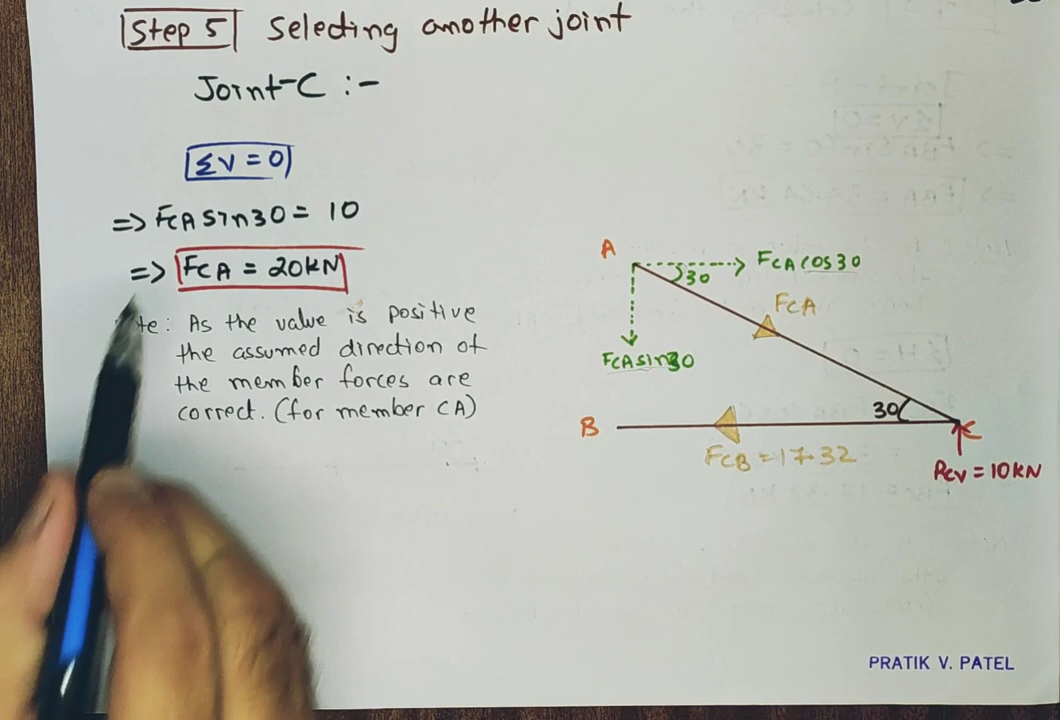 Step 5 Selecting another joint
Joint-C :-
ΣV = 0
=> FCA sin30 = 10
=> FCA = 20kN
te: As the value is positive
the assumed direction of
the member forces are
correct. (for member CA)
A
30
FCA cos30
FCA
FCA sin30
30
B
C
FCB = 17.32
RCV = 10kN
PRATIK V. PATEL